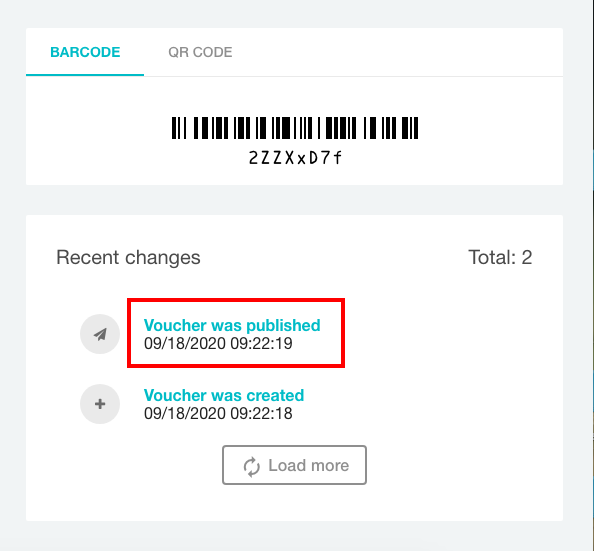 BARCODE QR CODE
2ZZXxD7f
Recent changes Total: 2
Voucher was published
09/18/2020 09:22:19
Voucher was created
09/18/2020 09:22:18
Load more